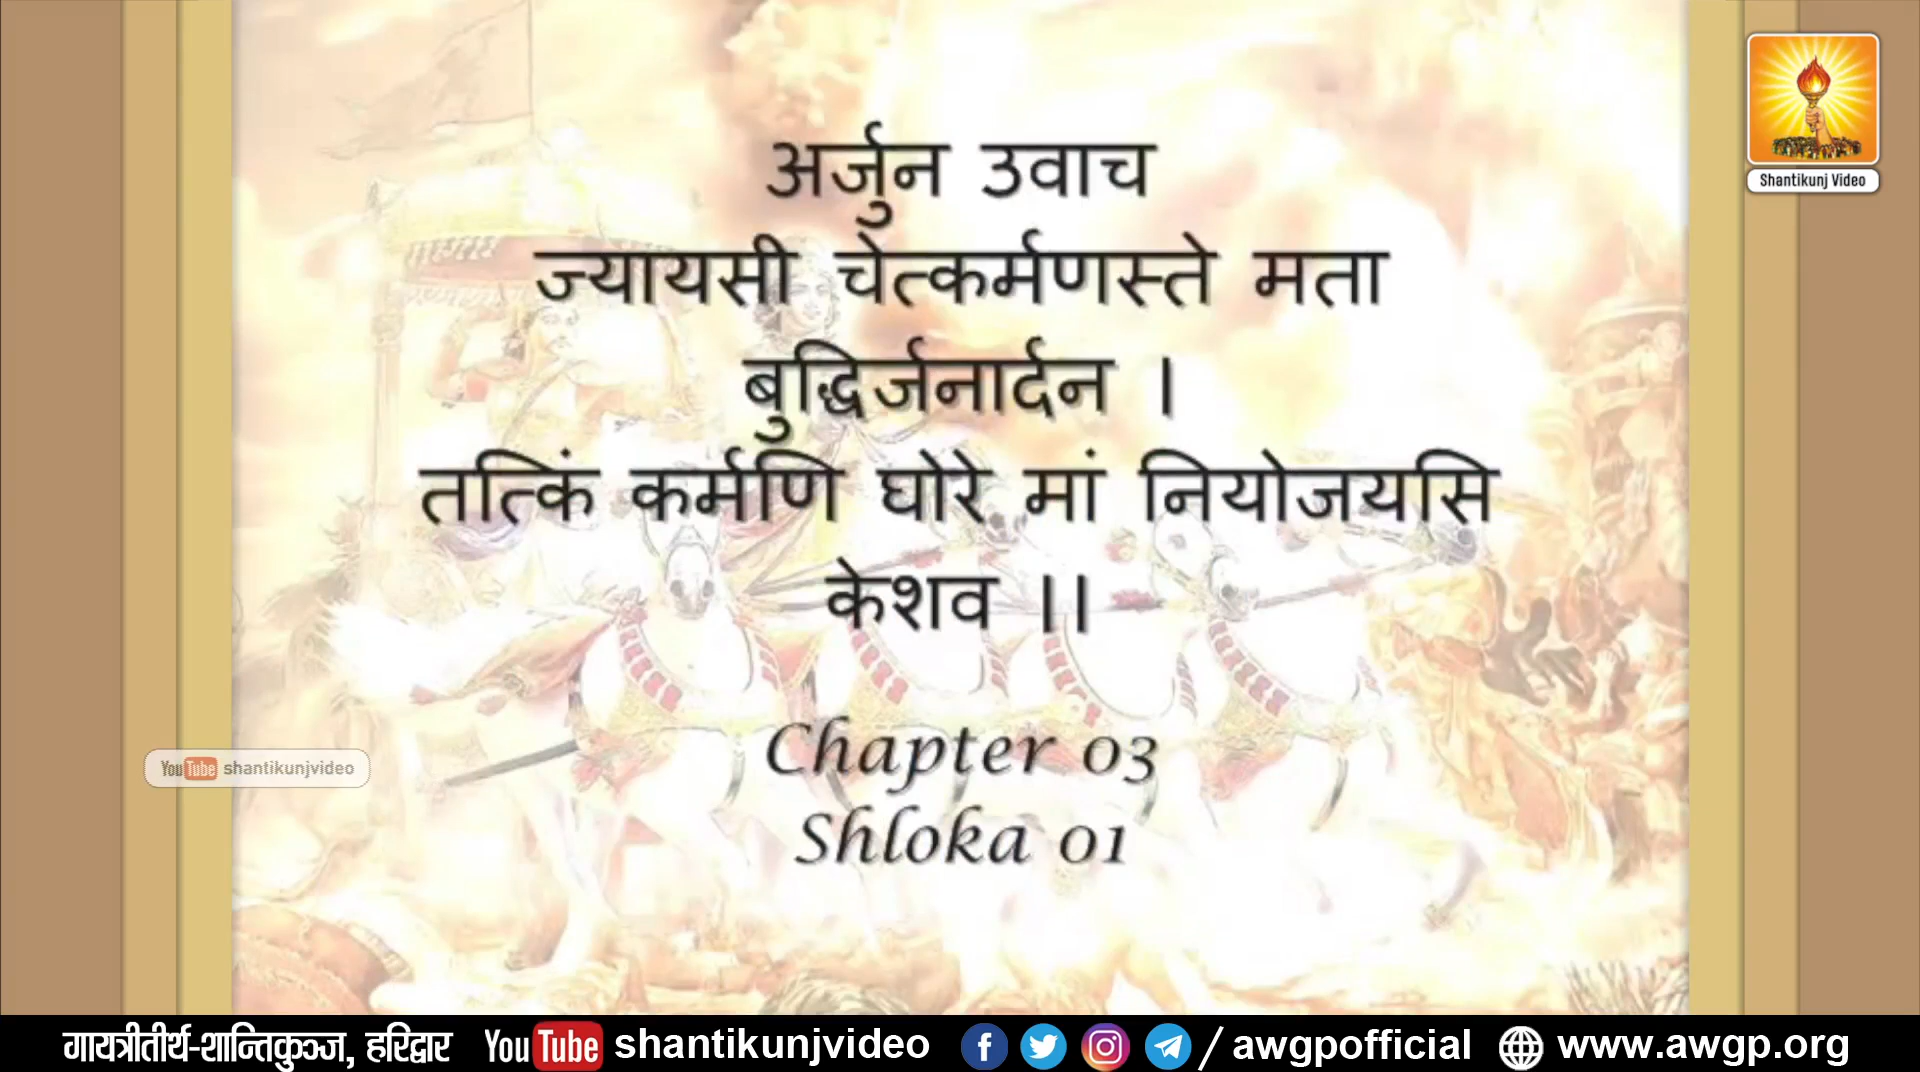 अर्जुन उवाच
ज्यायसी चेत्कर्मणस्ते मता
बुद्धिर्जनार्दन ।
तत्किं कर्मणि घोरे मां नियोजयसि
केशव ।।
Chapter 03
Shloka 01
Shantikunj Video
YouTube shantikunjvideo
गायत्रीतीर्थ-शान्तिकुञ्ज, हरिद्वार YouTube shantikunjvideo / awgpofficial www.awgp.org